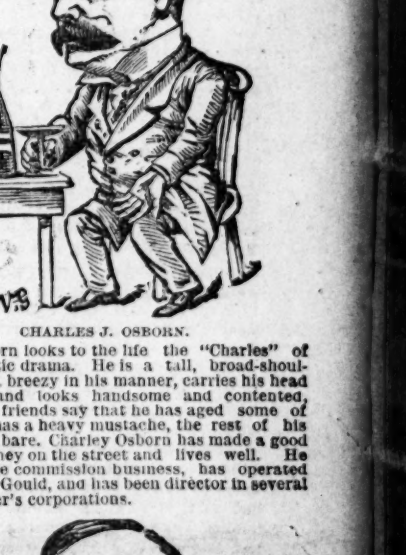 V.G
CHARLES J. OSBORN.
rn looks to the life the "Charles" of
ic drama. He is a tall, broad-shoul-
breezy in his manner, carries his head
and looks handsome and contented,
friends say that he has aged some of
has a heavy mustache, the rest of his
bare. Charley Osborn has made a good
ney on the street and lives well. He
e commission business, has operated
Gould, and has been director in several
er's corporations.